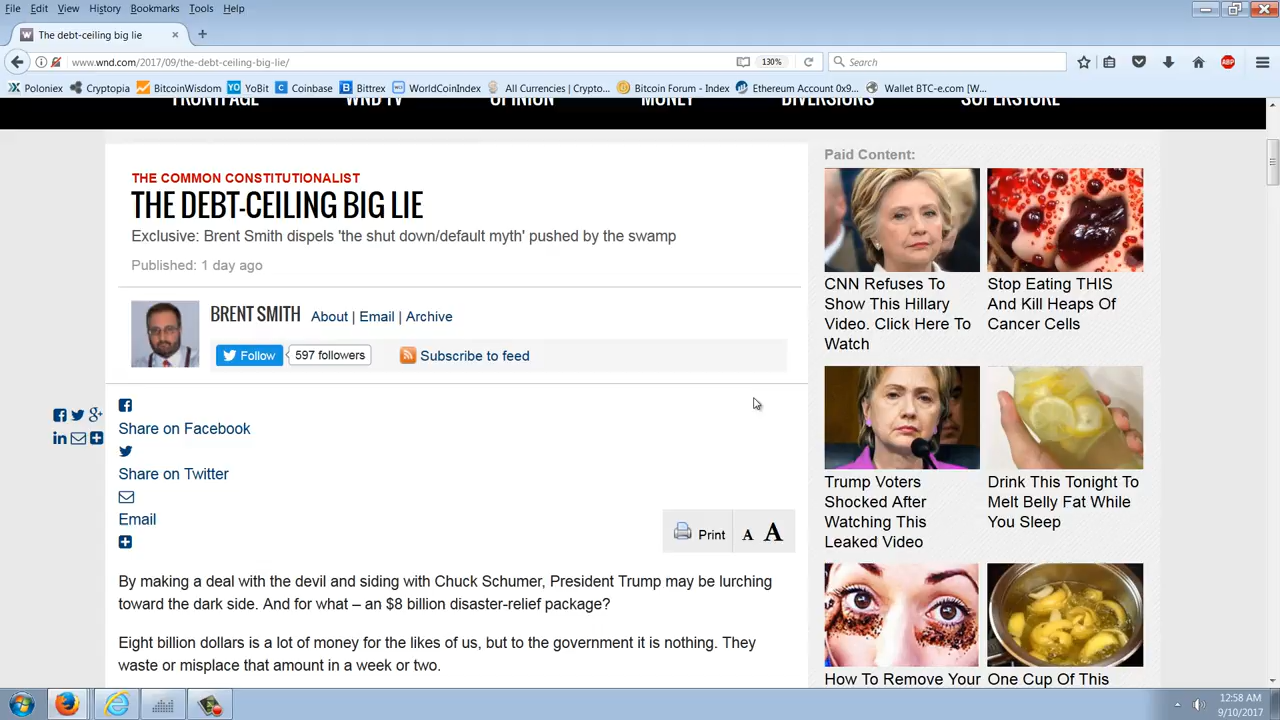 File Edit View History Bookmarks Tools Help
The debt-ceiling big lie
www.wnd.com/2017/09/the-debt-ceiling-big-lie/ 130% Search
Poloniex Cryptopia BitcoinWisdom YoBit Coinbase Bittrex WorldCoinIndex All Currencies | Crypto... Bitcoin Forum - Index Ethereum Account 0x9... Wallet BTC-e.com [W...
FRONTPAGE WND TV OPINION MONEY DIVERSIONS SUPERSTORE
THE COMMON CONSTITUTIONALIST
THE DEBT-CEILING BIG LIE
Exclusive: Brent Smith dispels 'the shut down/default myth' pushed by the swamp
Published: 1 day ago
BRENT SMITH About | Email | Archive
Follow 597 followers Subscribe to feed
Share on Facebook
Share on Twitter
Email
Print A A
By making a deal with the devil and siding with Chuck Schumer, President Trump may be lurching
toward the dark side. And for what – an $8 billion disaster-relief package?
Eight billion dollars is a lot of money for the likes of us, but to the government it is nothing. They
waste or misplace that amount in a week or two.
Paid Content:
CNN Refuses To
Show This Hillary
Video. Click Here To
Watch
Stop Eating THIS
And Kill Heaps Of
Cancer Cells
Trump Voters
Shocked After
Watching This
Leaked Video
Drink This Tonight To
Melt Belly Fat While
You Sleep
How To Remove Your
One Cup Of This
ABP
12:58 AM
9/10/2017